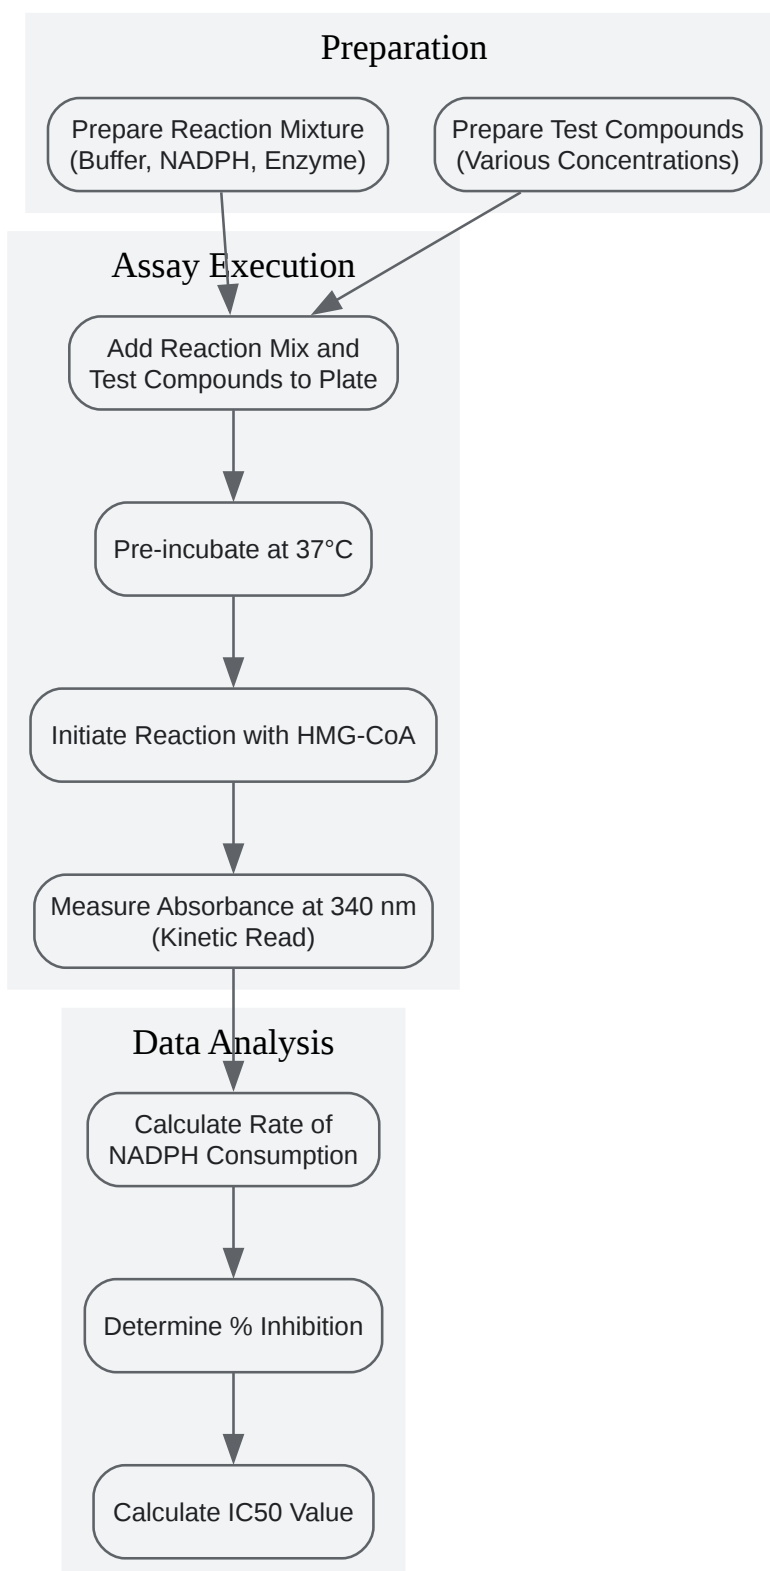 Preparation
Prepare Reaction Mixture
(Buffer, NADPH, Enzyme)
Prepare Test Compounds
(Various Concentrations)
Assay Execution
Add Reaction Mix and
Test Compounds to Plate
Pre-incubate at 37°C
Initiate Reaction with HMG-CoA
Measure Absorbance at 340 nm
(Kinetic Read)
Data Analysis
Calculate Rate of
NADPH Consumption
Determine % Inhibition
Calculate IC50 Value